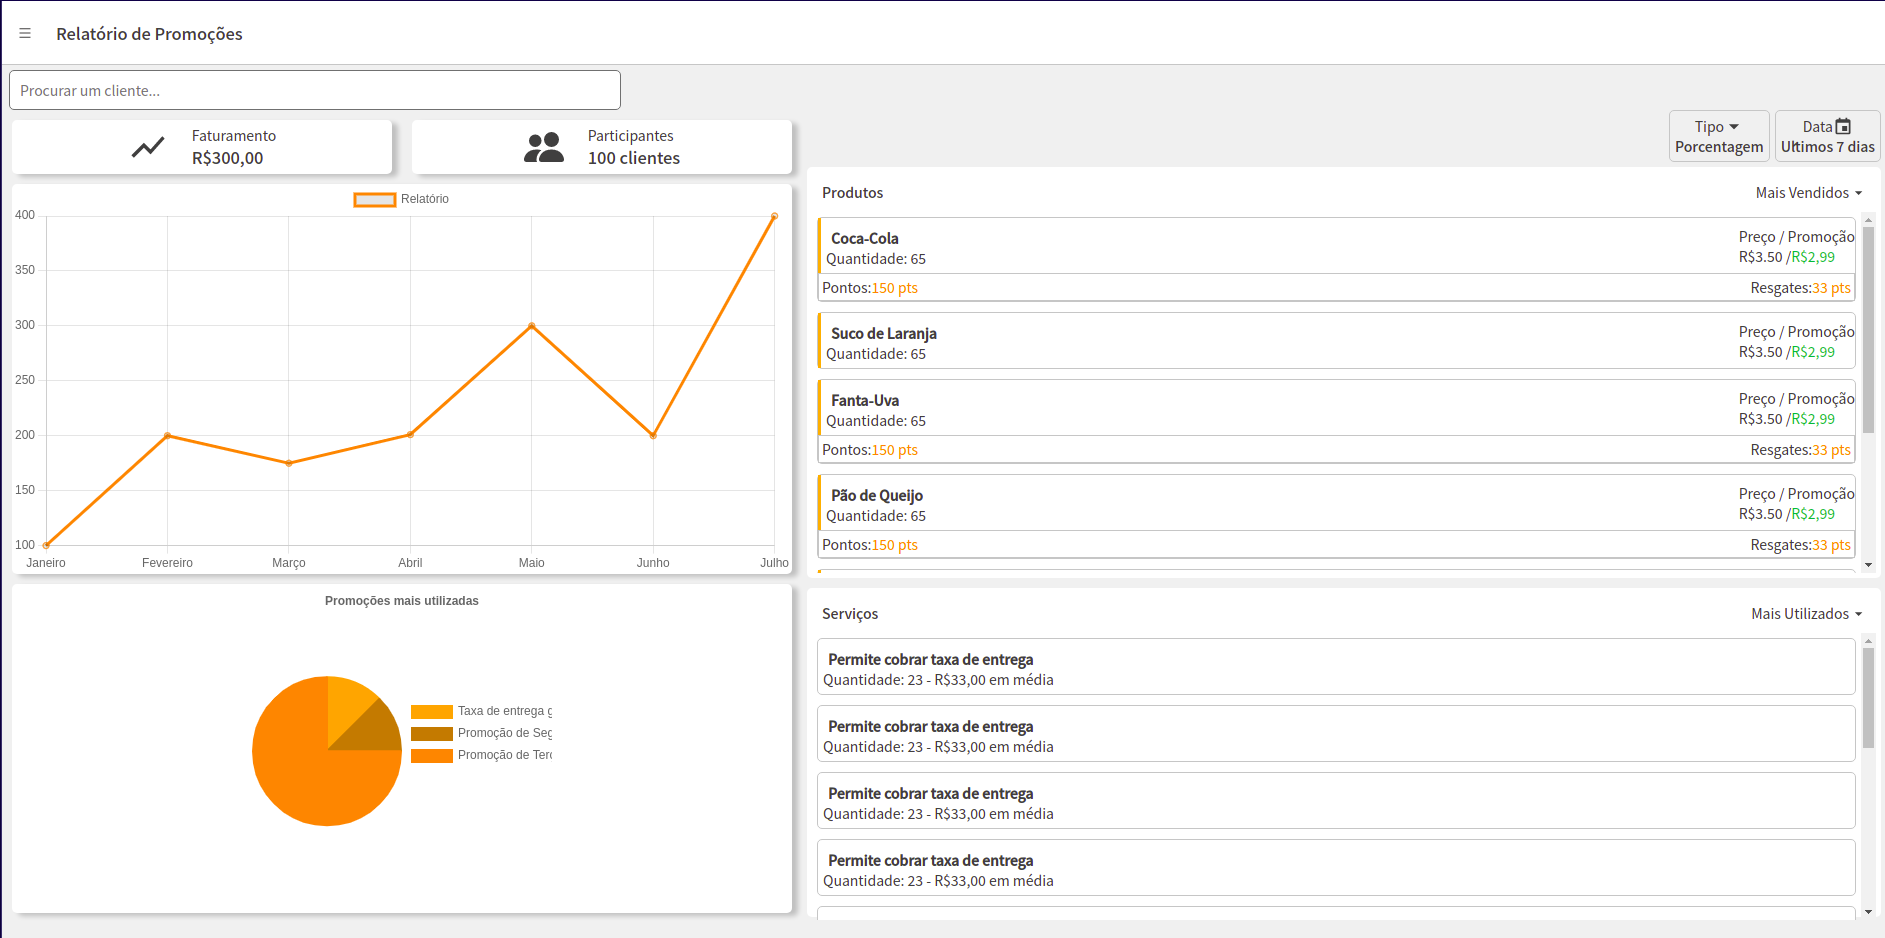 Relatório de Promoções
Procurar um cliente...
Faturamento
R$300,00
Participantes
100 clientes
Tipo
Porcentagem
Data
Ultimos 7 dias
Relatório
400
350
300
250
200
150
100
Janeiro
Fevereiro
Março
Abril
Maio
Junho
Julho
Promoções mais utilizadas
Taxa de entrega g
Promoção de Seg
Promoção de Terc
Produtos
Mais Vendidos
Coca-Cola
Preço / Promoção
Quantidade: 65
R$3.50 /R$2,99
Pontos:150 pts
Resgates:33 pts
Suco de Laranja
Preço / Promoção
Quantidade: 65
R$3.50 /R$2,99
Fanta-Uva
Preço / Promoção
Quantidade: 65
R$3.50 /R$2,99
Pontos:150 pts
Resgates:33 pts
Pão de Queijo
Preço / Promoção
Quantidade: 65
R$3.50 /R$2,99
Pontos:150 pts
Resgates:33 pts
Serviços
Mais Utilizados
Permite cobrar taxa de entrega
Quantidade: 23 - R$33,00 em média
Permite cobrar taxa de entrega
Quantidade: 23 - R$33,00 em média
Permite cobrar taxa de entrega
Quantidade: 23 - R$33,00 em média
Permite cobrar taxa de entrega
Quantidade: 23 - R$33,00 em média